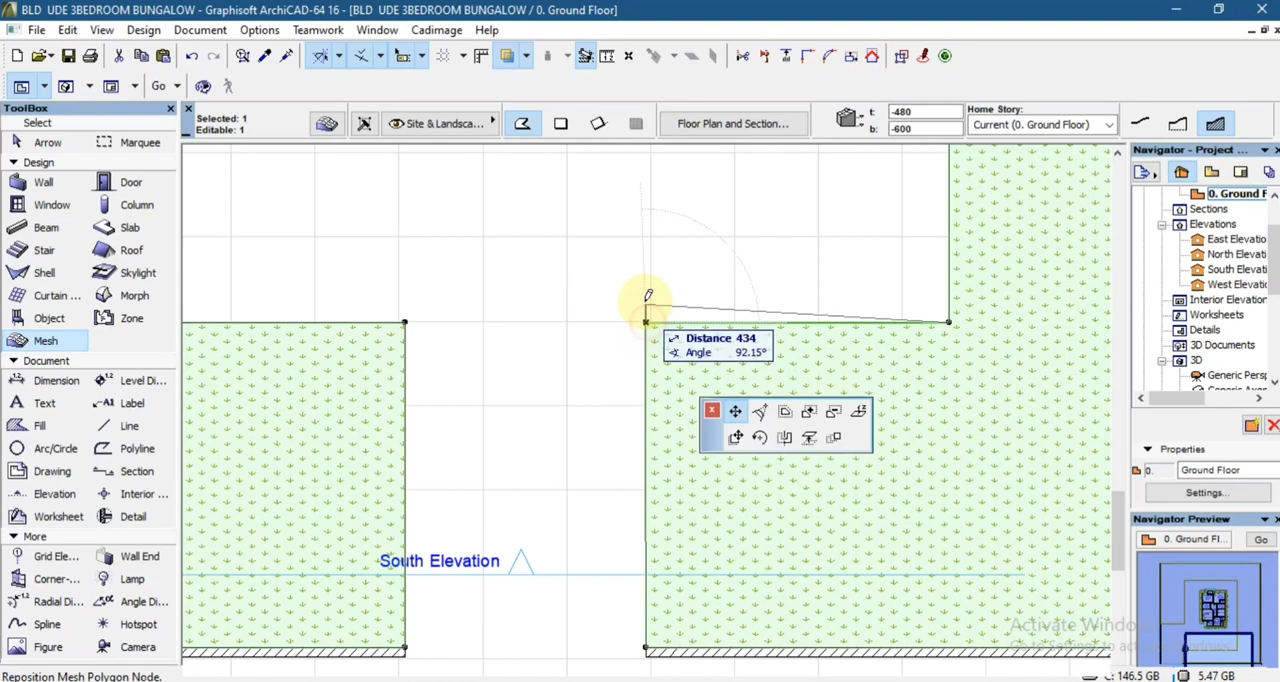 BLD UDE 3BEDROOM BUNGALOW - Graphisoft ArchiCAD-64 16 - [BLD UDE 3BEDROOM BUNGALOW / 0. Ground Floor]
File Edit View Design Document Options Teamwork Window Cadimage Help
Go
ToolBox
Select
Arrow Marquee
Design
Wall Door
Window Column
Beam Slab
Stair Roof
Shell Skylight
Curtain ... Morph
Object Zone
Mesh
Document
Dimension Level Di...
Text Label
Fill Line
Arc/Circle Polyline
Drawing Section
Elevation Interior ...
Worksheet Detail
More
Grid Ele... Wall End
Corner-... Lamp
Radial Di... Angle Di...
Spline Hotspot
Figure Camera
Selected: 1
Editable: 1
Site & Landsca...
Floor Plan and Section...
t: -480
b: -600
Home Story:
Current (0. Ground Floor)
Distance 434
Angle 92.15°
South Elevation
Navigator - Project ...
0. Ground F
Sections
Elevations
East Elevatio
North Elevat
South Elevat
West Elevatio
Interior Elevation
Worksheets
Details
3D Documents
3D
Generic Persp
Properties
0. Ground Floor
Settings...
Navigator Preview
0. Ground Fl... Go
Activate Windo
Reposition Mesh Polygon Node.
C: 146.5 GB 5.47 GB